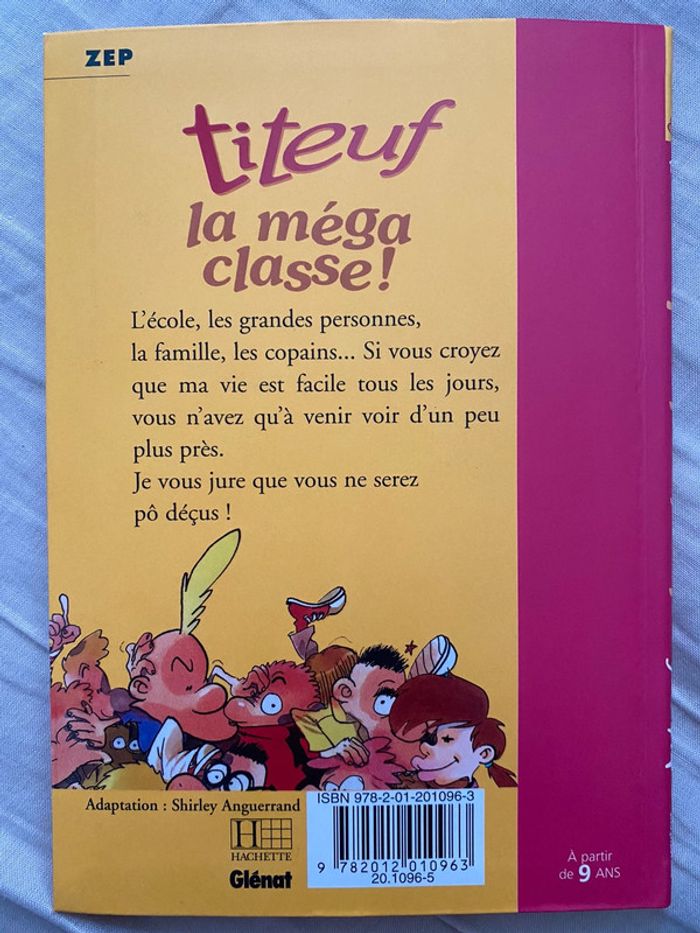 ZEP
titeuf
la méga
classe!
L'école, les grandes personnes,
la famille, les copains... Si vous croyez
que ma vie est facile tous les jours,
vous n'avez qu'à venir voir d'un peu
plus près.
Je vous jure que vous ne serez
pô déçus !
Adaptation : Shirley Anguerrand
H
HACHETTE
Glénat
ISBN 978-2-01-201096-3
9 782012 010963
20.1096-5
À partir
de 9 ANS